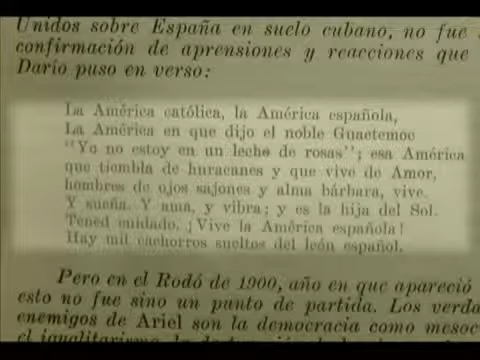 Unidos sobre España en suelo cubano, no fue s
confirmación de aprensiones y reacciones que
Darío puso en verso:
La América católica, la América española,
La América en que dijo el noble Guatemoc
"Yo no estoy en un lecho de rosas"; esa América
que tiembla de huracanes y que vive de Amor,
hombres de ojos sajones y alma bárbara, vive.
Y sueña. Y ama, y vibra; y es la hija del Sol.
Tened cuidado. ¡Vive la América española!
Hay mil cachorros sueltos del león español.
Pero en el Rodó de 1900, año en que apareció
esto no fue sino un punto de partida. Los verda
enemigos de Ariel son la democracia como mesoc
el igualitarismo